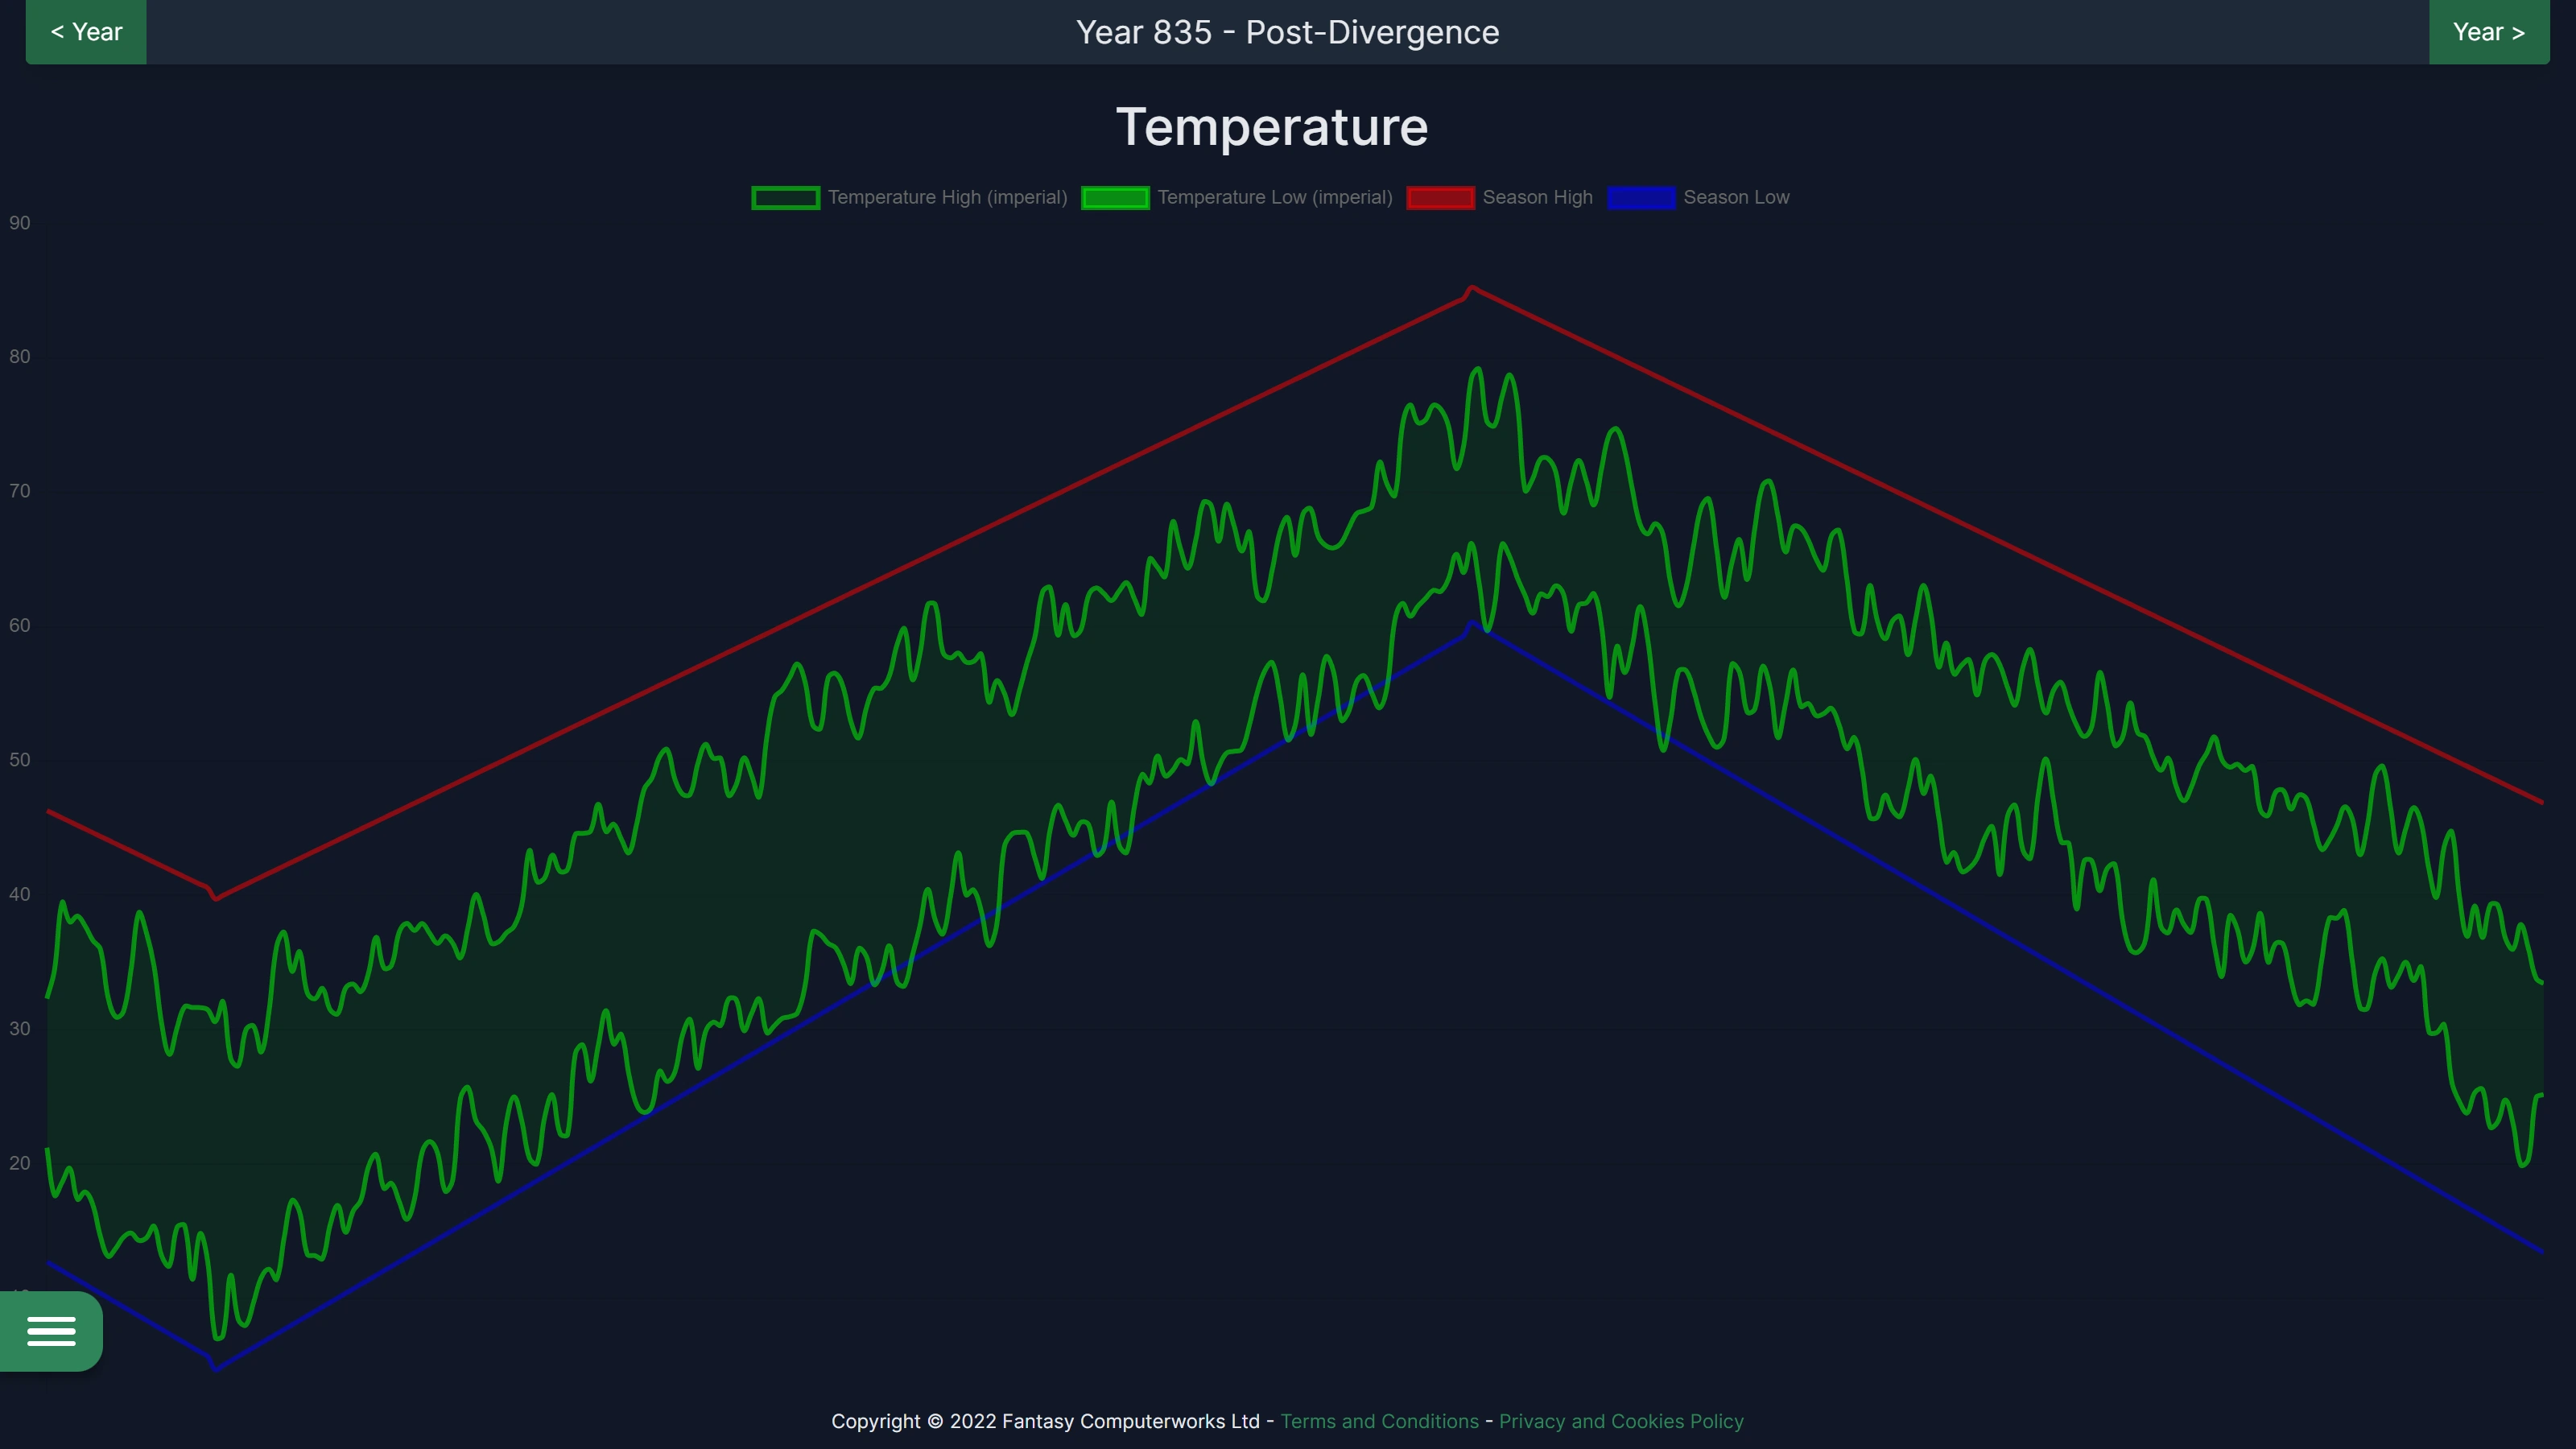 < Year
Year 835 - Post-Divergence
Year >
Temperature
Temperature High (imperial) Temperature Low (imperial) Season High Season Low
90
80
70
60
50
40
30
20
Copyright © 2022 Fantasy Computerworks Ltd - Terms and Conditions - Privacy and Cookies Policy